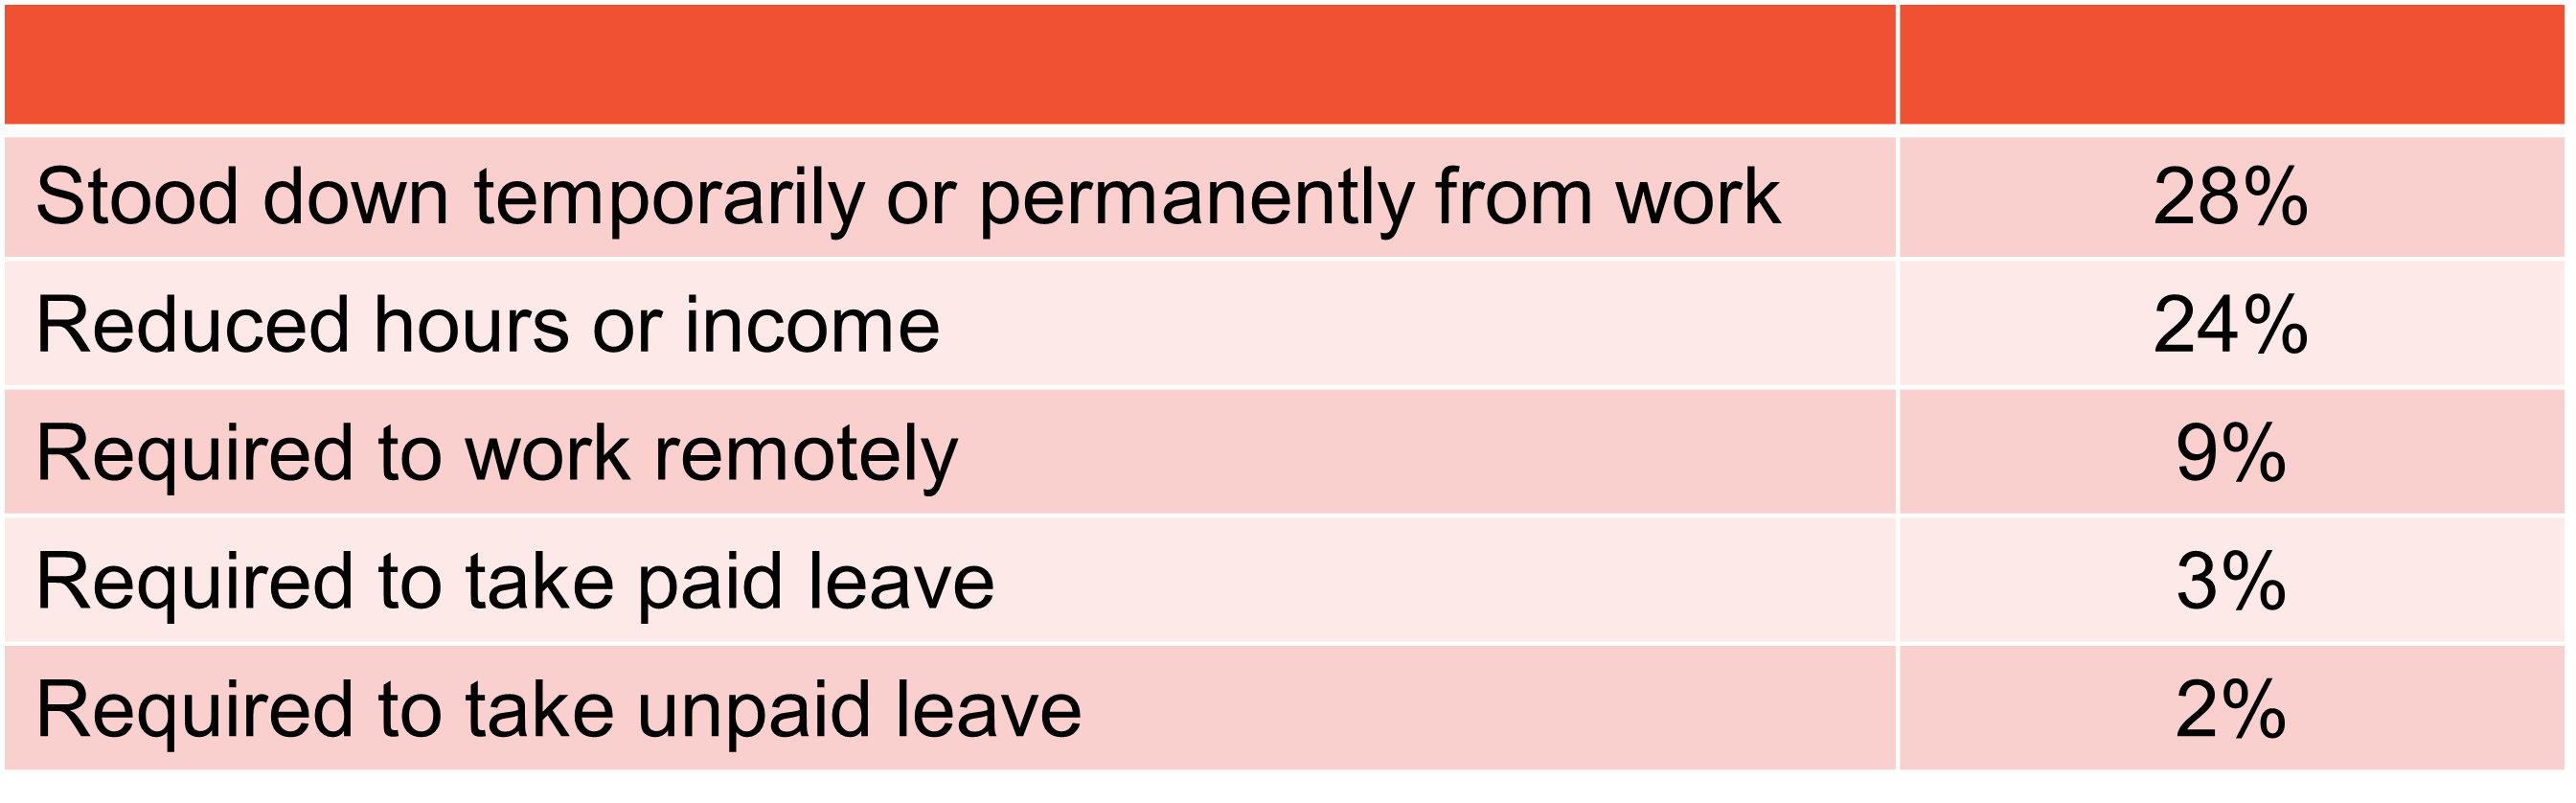 Stood down temporarily or permanently from work 28%
Reduced hours or income 24%
Required to work remotely 9%
Required to take paid leave 3%
Required to take unpaid leave 2%